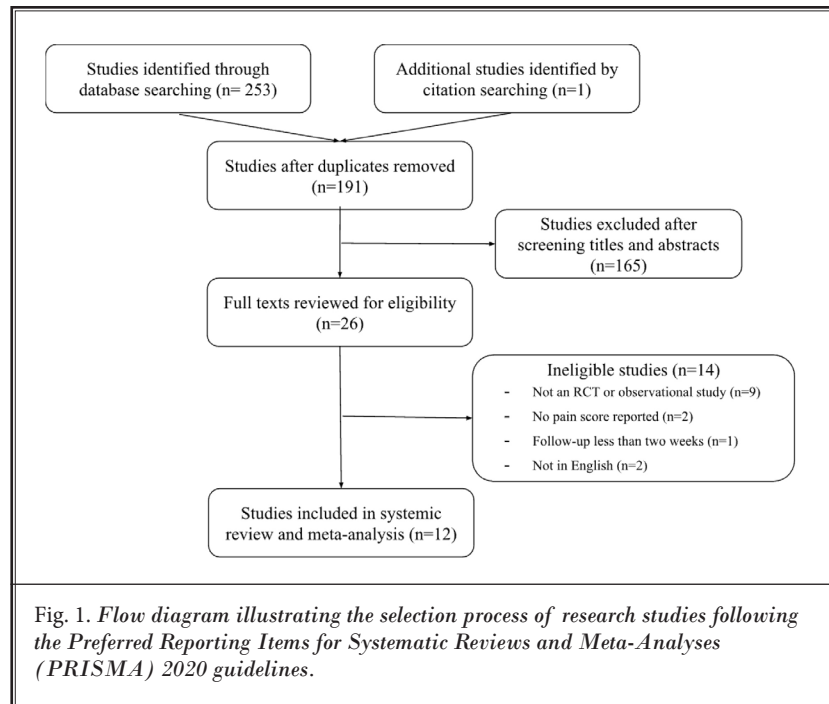 Studies identified through
database searching (n= 253)
Additional studies identified by
citation searching (n=1)
Studies after duplicates removed
(n=191)
Studies excluded after
screening titles and abstracts
(n=165)
Full texts reviewed for eligibility
(n=26)
Ineligible studies (n=14)
- Not an RCT or observational study (n=9)
- No pain score reported (n=2)
- Follow-up less than two weeks (n=1)
- Not in English (n=2)
Studies included in systemic
review and meta-analysis (n=12)
Fig. 1. Flow diagram illustrating the selection process of research studies following
the Preferred Reporting Items for Systematic Reviews and Meta-Analyses
(PRISMA) 2020 guidelines.